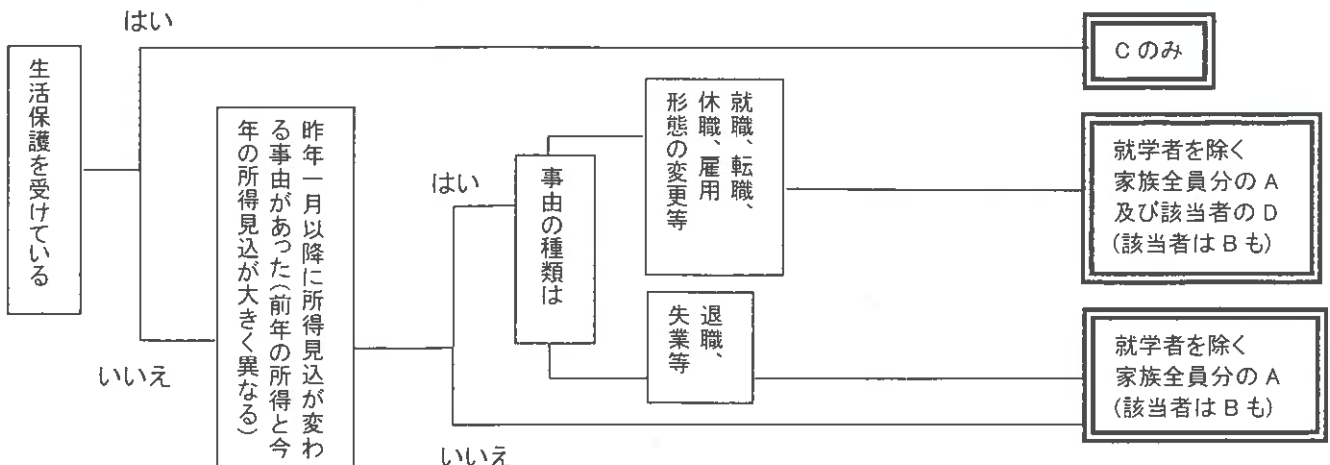 はい
生活保護を受けている
いいえ
昨年一月以降に所得見込が変わ
る事由があった(前年の所得と今
年の所得見込が大きく異なる)
はい
いいえ
事由の種類は
就職、転職、
休職、雇用
形態の変更等
退職、
失業等
Cのみ
就学者を除く
家族全員分のA
及び該当者のD
(該当者はBも)
就学者を除く
家族全員分のA
(該当者はBも)